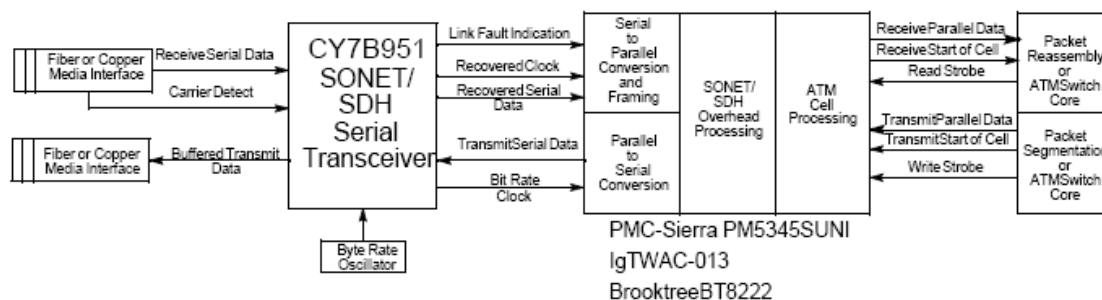 Fiber or Copper
Media Interface
Receive Serial Data
Carrier Detect
Fiber or Copper
Media Interface
Buffered Transmit
Data
CY7B951
SONET/
SDH
Serial
Transceiver
Byte Rate
Oscillator
Link Fault Indication
Recovered Clock
Recovered Serial
Data
Transmit Serial Data
Bit Rate
Clock
Serial
to
Parallel
Conversion
and
Framing
Parallel
to
Serial
Conversion
SONET/
SDH
Overhead
Processing
ATM
Cell
Processing
Receive Parallel Data
Receive Start of Cell
Read Strobe
Transmit Parallel Data
Transmit Start of Cell
Write Strobe
Packet
Reassembly
or
ATM Switch
Core
Packet
Segmentation
or
ATM Switch
Core
PMC-Sierra PM5345SUNI
IgTWAC-013
BrooktreeBT8222